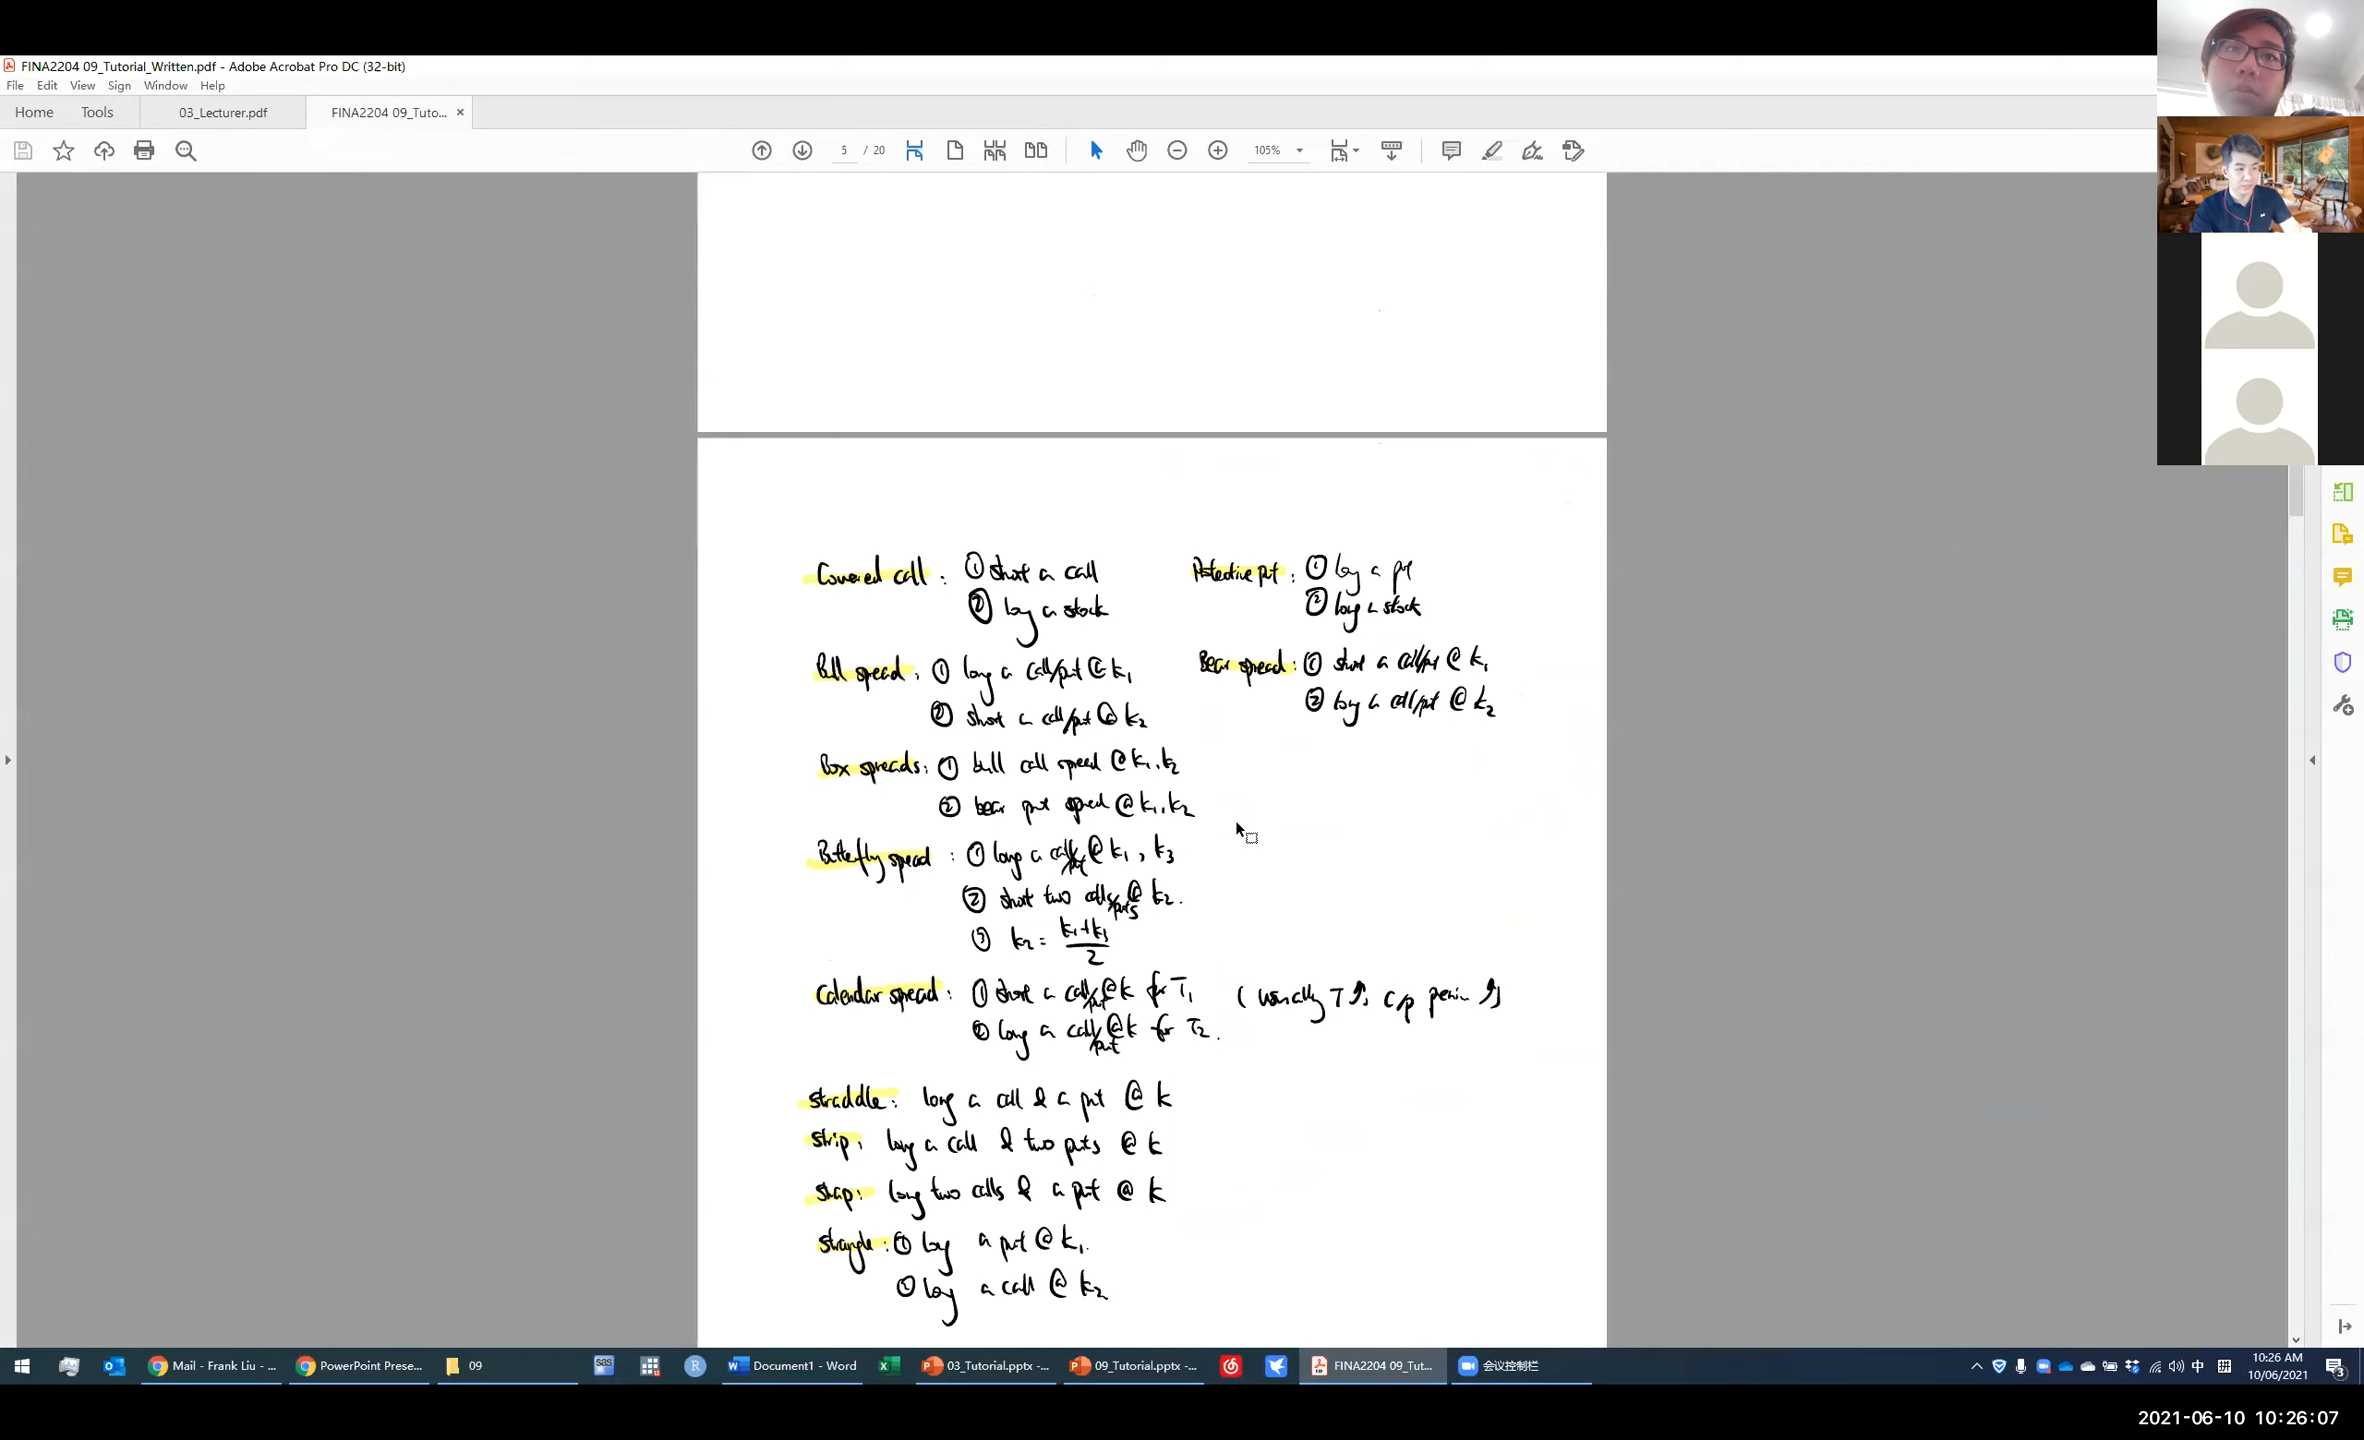 FINA2204 09_Tutorial_Written.pdf - Adobe Acrobat Pro DC (32-bit)
File Edit View Sign Window Help
Home Tools 03_Lecturer.pdf FINA2204 09_Tuto... ×
5 / 20 105%
Covered call : ① short a call
② long a stock
Protective put : ① long a put
② long a stock
Bull spread : ① long a call/put @ k1
② short a call/put @ k2
Bear spread : ① short a call/put @ k1
② long a call/put @ k2
Box spreads : ① bull call spread @ k1, k2
② bear put spread @ k1, k2
Butterfly spread : ① long a call/put @ k1, k3
② short two calls/puts @ k2.
③ k2 = (k1+k3)/2
Calendar spread : ① short a call/put @ k for T1 (usually T↑, c/p premium ↑)
② long a call/put @ k for T2.
Straddle : long a call & a put @ k
Strip : long a call & two puts @ k
Strap : long two calls & a put @ k
Strangle : ① long a put @ k1.
② long a call @ k2
Mail - Frank Liu - ... PowerPoint Prese... 09 Document1 - Word 03_Tutorial.pptx -... 09_Tutorial.pptx -... FINA2204 09_Tut... 会议控制栏
中 拼 10:26 AM
10/06/2021
3
2021-06-10 10:26:07